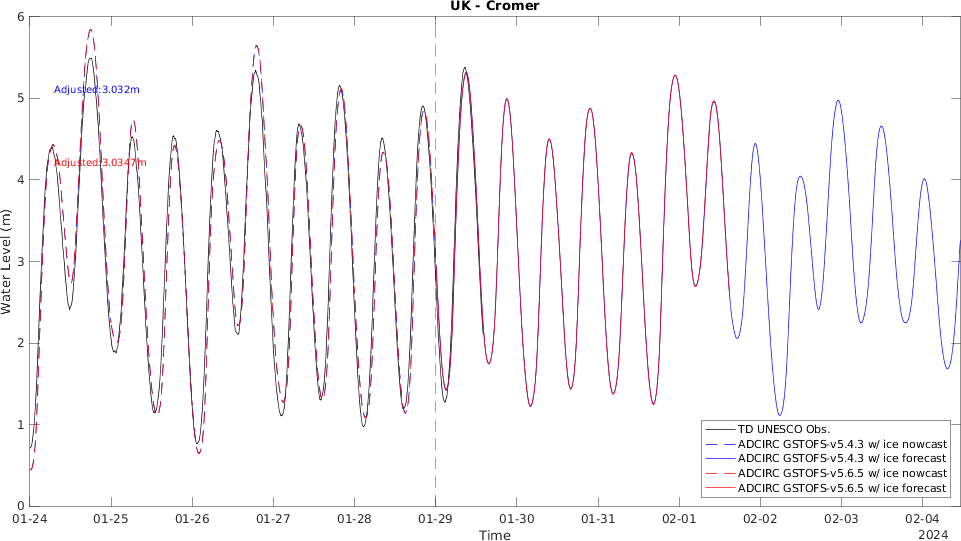 UK - Cromer
6
5
4
3
2
1
0
Water Level (m)
Adjusted:3.032m
Adjusted:3.0347m
TD UNESCO Obs.
ADCIRC GSTOFS-v5.4.3 w/ ice nowcast
ADCIRC GSTOFS-v5.4.3 w/ ice forecast
ADCIRC GSTOFS-v5.6.5 w/ ice nowcast
ADCIRC GSTOFS-v5.6.5 w/ ice forecast
01-24 01-25 01-26 01-27 01-28 01-29 01-30 01-31 02-01 02-02 02-03 02-04
Time
2024